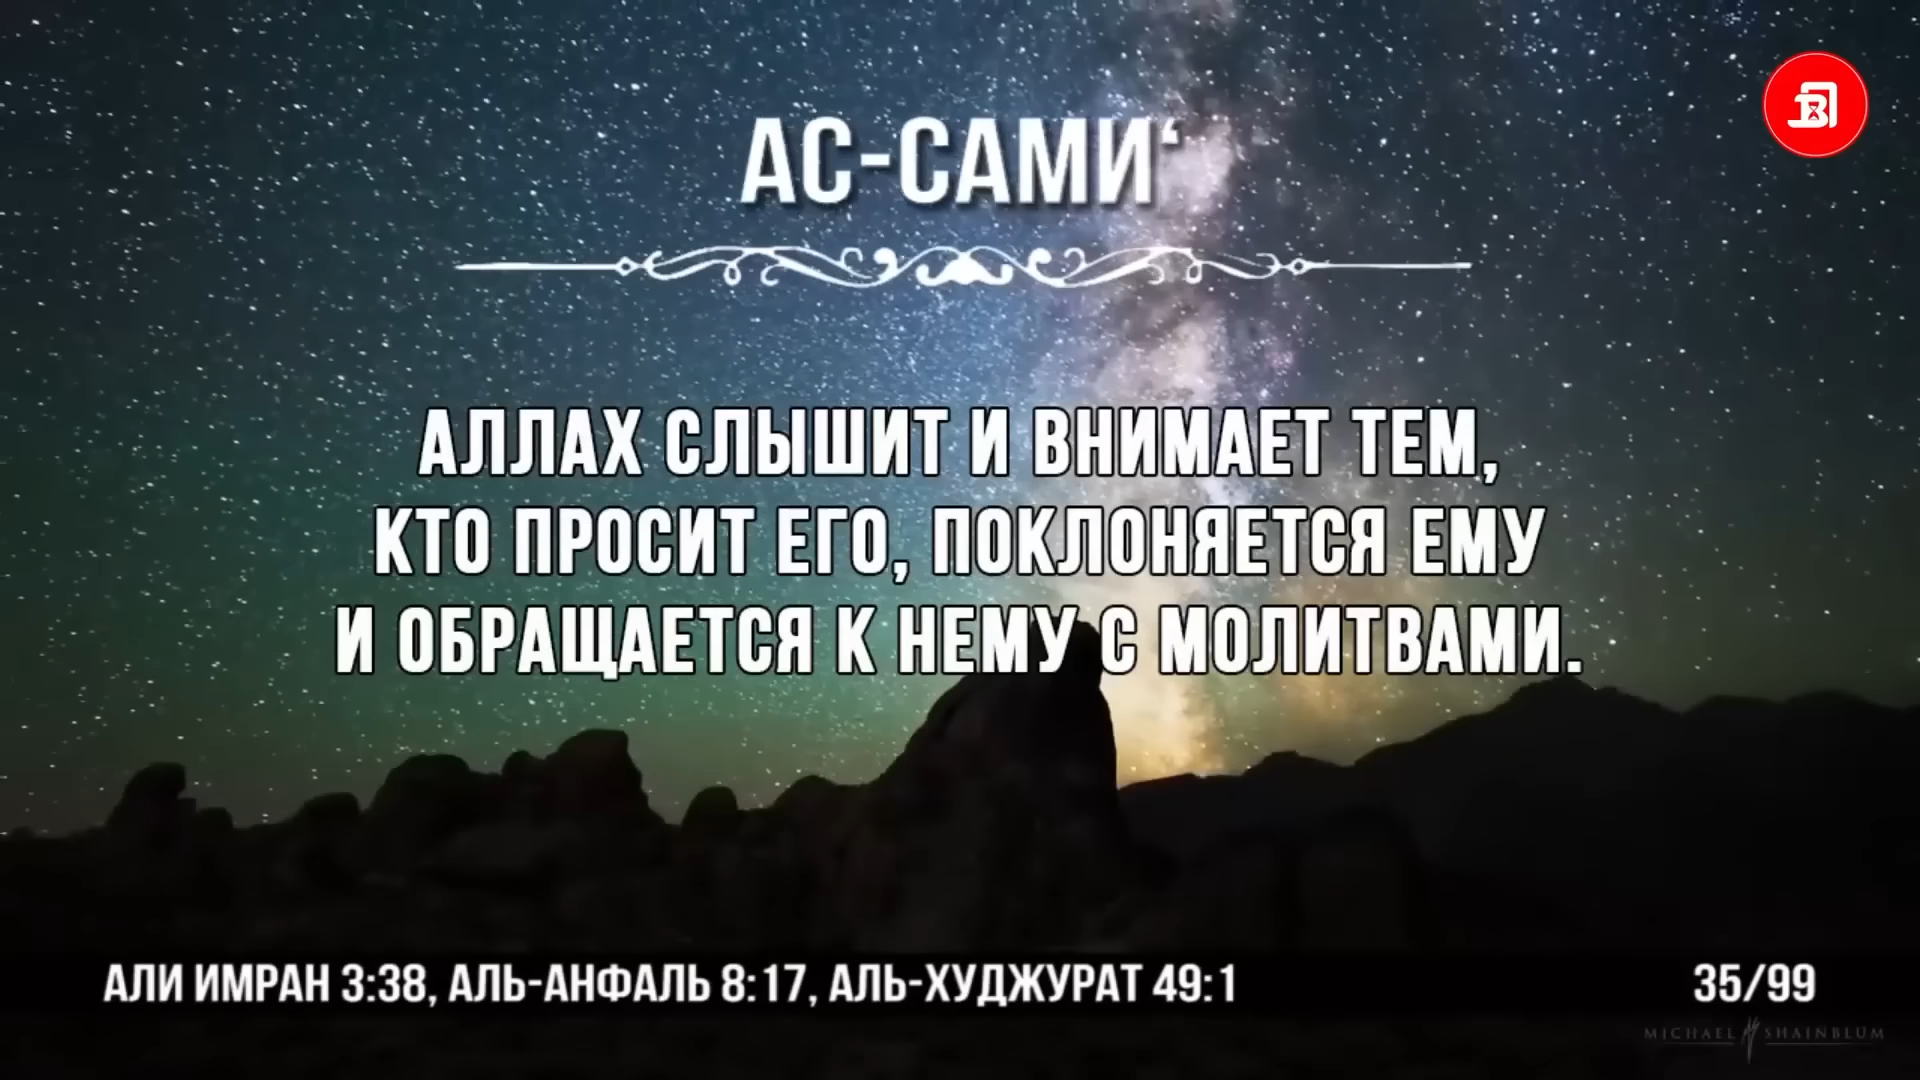 АС-САМИ‘
АЛЛАХ СЛЫШИТ И ВНИМАЕТ ТЕМ,
КТО ПРОСИТ ЕГО, ПОКЛОНЯЕТСЯ ЕМУ
И ОБРАЩАЕТСЯ К НЕМУ С МОЛИТВАМИ.
АЛИ ИМРАН 3:38, АЛЬ-АНФАЛЬ 8:17, АЛЬ-ХУДЖУРАТ 49:1
35/99
MICHAEL SHAINBLUM